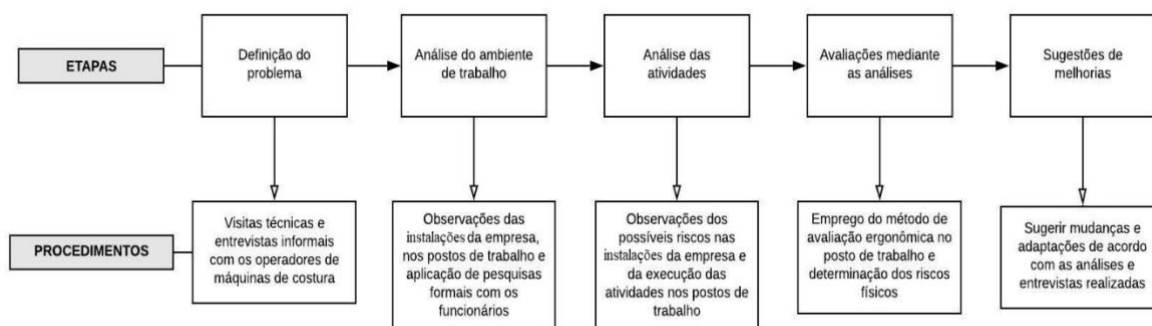 ETAPAS
Definição do
problema
Análise do ambiente
de trabalho
Análise das
atividades
Avaliações mediante
as análises
Sugestões de
melhorias
PROCEDIMENTOS
Visitas técnicas e
entrevistas informais
com os operadores de
máquinas de costura
Observações das
instalações da empresa,
nos postos de trabalho e
aplicação de pesquisas
formais com os
funcionários
Observações dos
possíveis riscos nas
instalações da empresa e
da execução das
atividades nos postos de
trabalho
Emprego do método de
avaliação ergonômica no
posto de trabalho e
determinação dos riscos
físicos
Sugerir mudanças e
adaptações de acordo
com as análises e
entrevistas realizadas